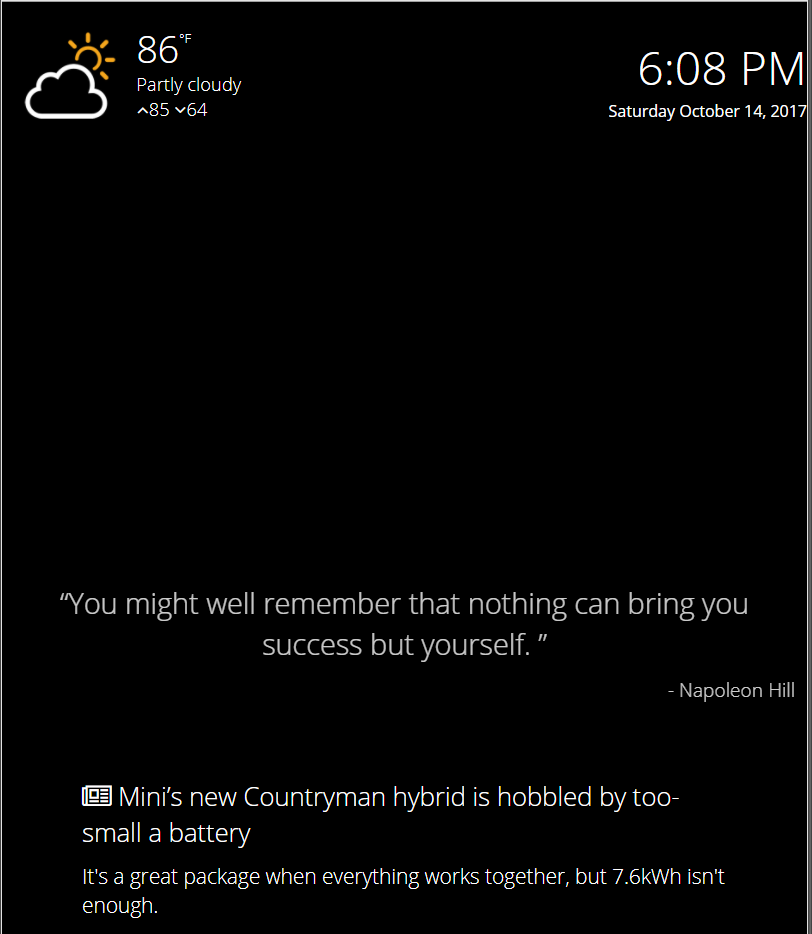 86°F
Partly cloudy
85 64
6:08 PM
Saturday October 14, 2017
“You might well remember that nothing can bring you
success but yourself. ”
- Napoleon Hill
Mini’s new Countryman hybrid is hobbled by too-
small a battery
It's a great package when everything works together, but 7.6kWh isn't
enough.